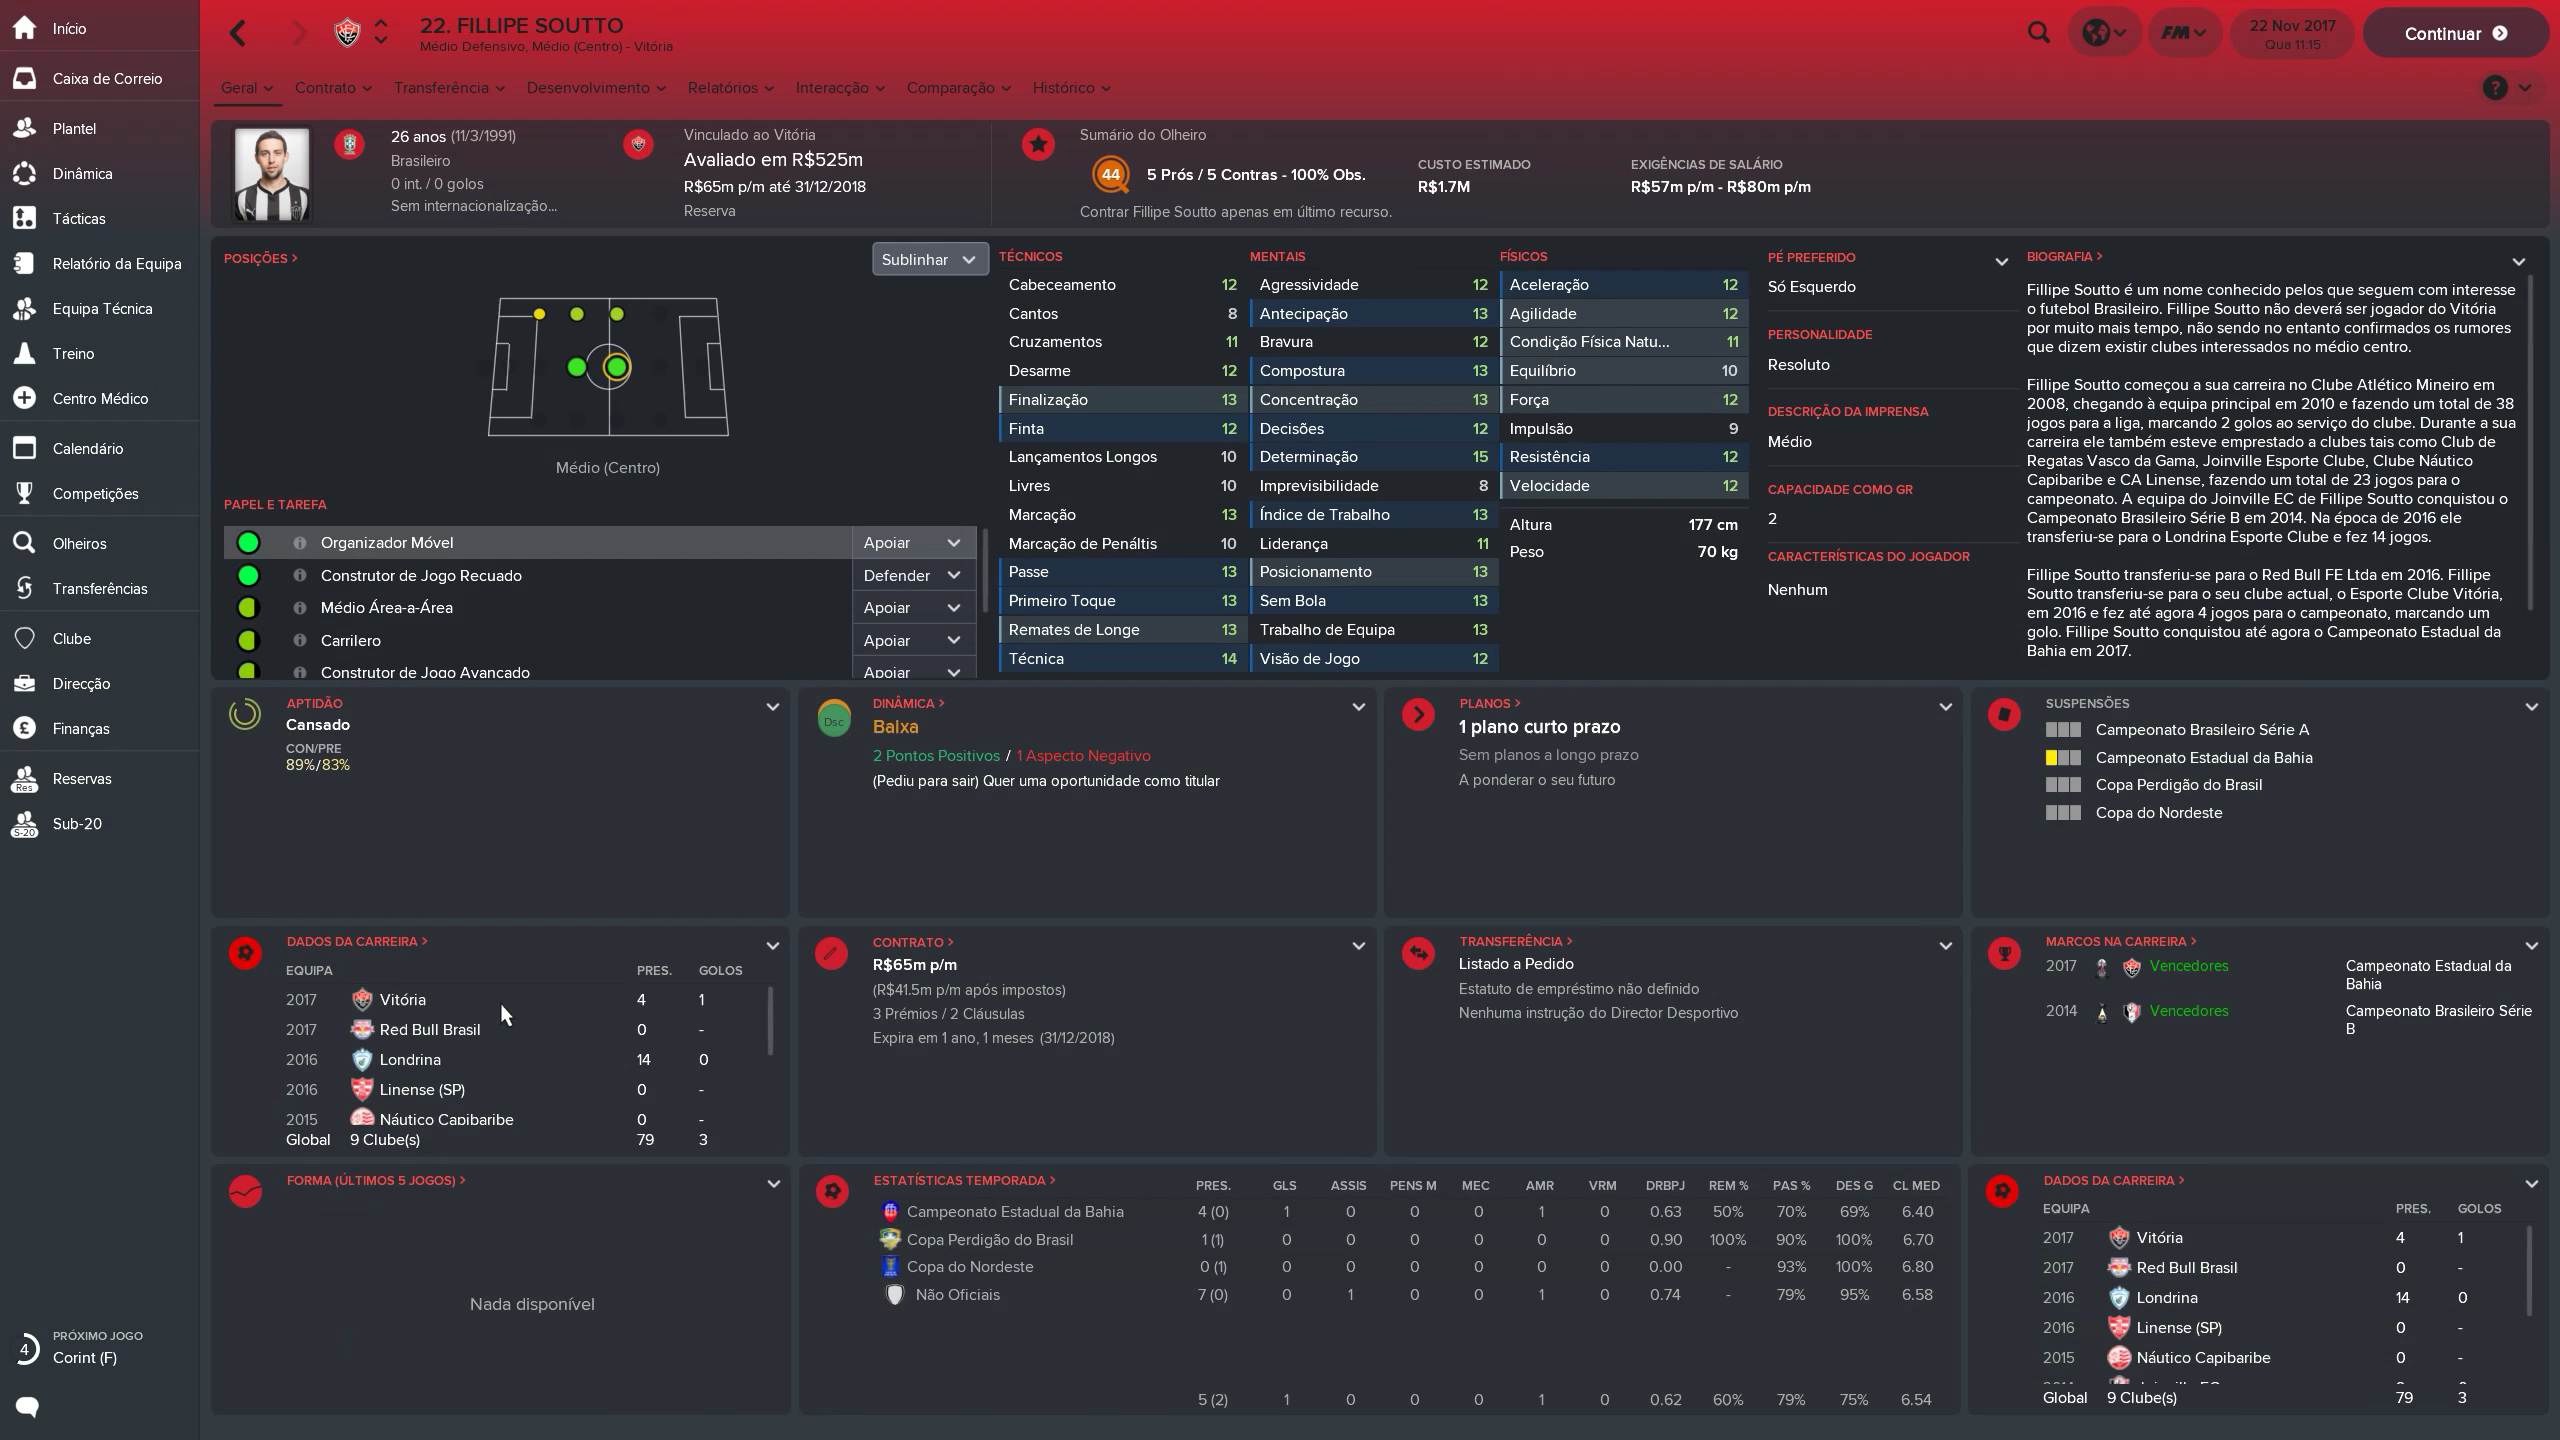 Início
Caixa de Correio
Plantel
Dinâmica
Tácticas
Relatório da Equipa
Equipa Técnica
Treino
Centro Médico
Calendário
Competições
Olheiros
Transferências
Clube
Direcção
Finanças
Res
Reservas
S-20
Sub-20
4
PRÓXIMO JOGO
Corint (F)
22. FILLIPE SOUTTO
Médio Defensivo, Médio (Centro) - Vitória
FM
22 Nov 2017
Qua 11:15
Continuar
Geral
Contrato
Transferência
Desenvolvimento
Relatórios
Interacção
Comparação
Histórico
?
26 anos (11/3/1991)
Brasileiro
0 int. / 0 golos
Sem internacionalização...
Vinculado ao Vitória
Avaliado em R$525m
R$65m p/m até 31/12/2018
Reserva
Sumário do Olheiro
44
5 Prós / 5 Contras - 100% Obs.
CUSTO ESTIMADO
R$1.7M
EXIGÊNCIAS DE SALÁRIO
R$57m p/m - R$80m p/m
Contrar Fillipe Soutto apenas em último recurso.
POSIÇÕES >
Sublinhar
Médio (Centro)
PAPEL E TAREFA
Organizador Móvel Apoiar
Construtor de Jogo Recuado Defender
Médio Área-a-Área Apoiar
Carrilero Apoiar
Construtor de Jogo Avançado Apoiar
TÉCNICOS
Cabeceamento 12
Cantos 8
Cruzamentos 11
Desarme 12
Finalização 13
Finta 12
Lançamentos Longos 10
Livres 10
Marcação 13
Marcação de Penáltis 10
Passe 13
Primeiro Toque 13
Remates de Longe 13
Técnica 14
MENTAIS
Agressividade 12
Antecipação 13
Bravura 12
Compostura 13
Concentração 13
Decisões 12
Determinação 15
Imprevisibilidade 8
Índice de Trabalho 13
Liderança 11
Posicionamento 13
Sem Bola 13
Trabalho de Equipa 13
Visão de Jogo 12
FÍSICOS
Aceleração 12
Agilidade 12
Condição Física Natu... 11
Equilíbrio 10
Força 12
Impulsão 9
Resistência 12
Velocidade 12
Altura 177 cm
Peso 70 kg
PÉ PREFERIDO
Só Esquerdo
PERSONALIDADE
Resoluto
DESCRIÇÃO DA IMPRENSA
Médio
CAPACIDADE COMO GR
2
CARACTERÍSTICAS DO JOGADOR
Nenhum
BIOGRAFIA >
Fillipe Soutto é um nome conhecido pelos que seguem com interesse
o futebol Brasileiro. Fillipe Soutto não deverá ser jogador do Vitória
por muito mais tempo, não sendo no entanto confirmados os rumores
que dizem existir clubes interessados no médio centro.
Fillipe Soutto começou a sua carreira no Clube Atlético Mineiro em
2008, chegando à equipa principal em 2010 e fazendo um total de 38
jogos para a liga, marcando 2 golos ao serviço do clube. Durante a sua
carreira ele também esteve emprestado a clubes tais como Club de
Regatas Vasco da Gama, Joinville Esporte Clube, Clube Náutico
Capibaribe e CA Linense, fazendo um total de 23 jogos para o
campeonato. A equipa do Joinville EC de Fillipe Soutto conquistou o
Campeonato Brasileiro Série B em 2014. Na época de 2016 ele
transferiu-se para o Londrina Esporte Clube e fez 14 jogos.
Fillipe Soutto transferiu-se para o Red Bull FE Ltda em 2016. Fillipe
Soutto transferiu-se para o seu clube actual, o Esporte Clube Vitória,
em 2016 e fez até agora 4 jogos para o campeonato, marcando um
golo. Fillipe Soutto conquistou até agora o Campeonato Estadual da
Bahia em 2017.
APTIDÃO
Cansado
CON/PRE
89%/83%
DINÂMICA >
Dsc
Baixa
2 Pontos Positivos / 1 Aspecto Negativo
(Pediu para sair) Quer uma oportunidade como titular
PLANOS >
1 plano curto prazo
Sem planos a longo prazo
A ponderar o seu futuro
SUSPENSÕES
Campeonato Brasileiro Série A
Campeonato Estadual da Bahia
Copa Perdigão do Brasil
Copa do Nordeste
DADOS DA CARREIRA >
EQUIPA PRES. GOLOS
2017 Vitória 4 1
2017 Red Bull Brasil 0 -
2016 Londrina 14 0
2016 Linense (SP) 0 -
2015 Náutico Capibaribe 0 -
Global 9 Clube(s) 79 3
CONTRATO >
R$65m p/m
(R$41.5m p/m após impostos)
3 Prémios / 2 Cláusulas
Expira em 1 ano, 1 meses (31/12/2018)
TRANSFERÊNCIA >
Listado a Pedido
Estatuto de empréstimo não definido
Nenhuma instrução do Director Desportivo
MARCOS NA CARREIRA >
2017 Vencedores Campeonato Estadual da
Bahia
2014 Vencedores Campeonato Brasileiro Série
B
FORMA (ÚLTIMOS 5 JOGOS) >
Nada disponível
ESTATÍSTICAS TEMPORADA > PRES. GLS ASSIS PENS M MEC AMR VRM DRBPJ REM % PAS % DES G CL MED
Campeonato Estadual da Bahia 4 (0) 1 0 0 0 1 0 0.63 50% 70% 69% 6.40
Copa Perdigão do Brasil 1 (1) 0 0 0 0 0 0 0.90 100% 90% 100% 6.70
Copa do Nordeste 0 (1) 0 0 0 0 0 0 0.00 - 93% 100% 6.80
Não Oficiais 7 (0) 0 1 0 0 1 0 0.74 - 79% 95% 6.58
5 (2) 1 0 0 0 1 0 0.62 60% 79% 75% 6.54
DADOS DA CARREIRA >
EQUIPA PRES. GOLOS
2017 Vitória 4 1
2017 Red Bull Brasil 0 -
2016 Londrina 14 0
2016 Linense (SP) 0 -
2015 Náutico Capibaribe 0 -
Global 9 Clube(s) 79 3